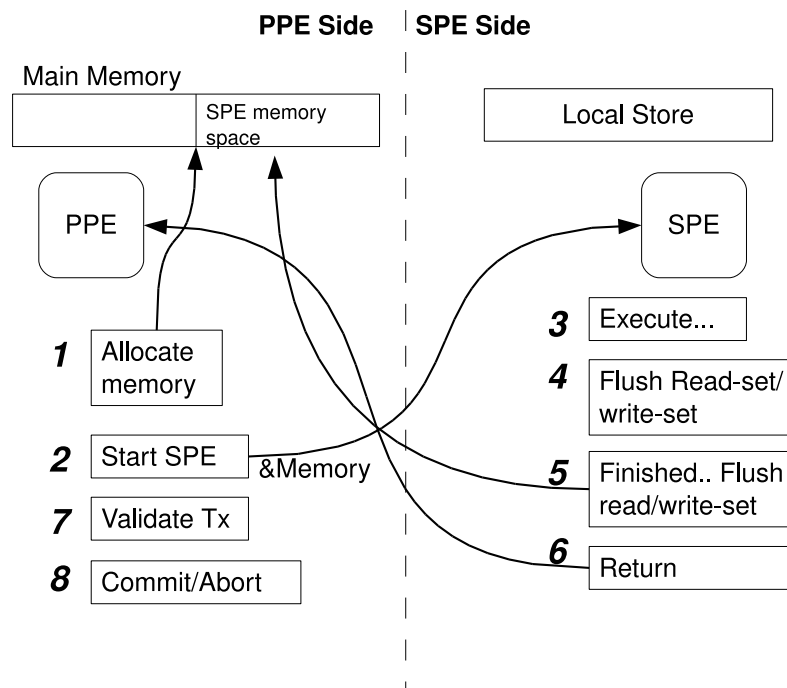 PPE Side
SPE Side
Main Memory
SPE memory
space
Local Store
PPE
SPE
1
Allocate
memory
2
Start SPE
&Memory
7
Validate Tx
8
Commit/Abort
3
Execute...
4
Flush Read-set/
write-set
5
Finished.. Flush
read/write-set
6
Return